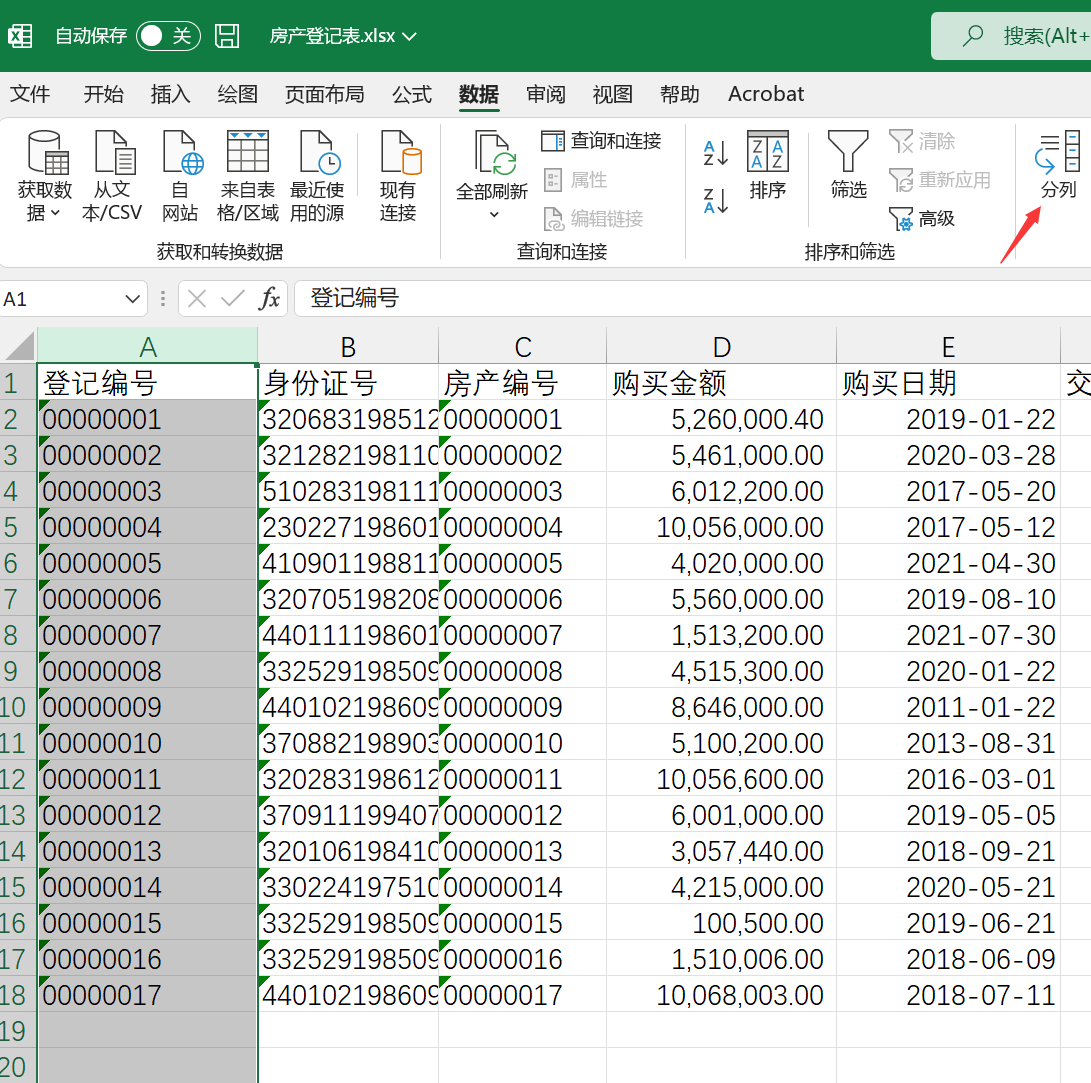 自动保存 关 房产登记表.xlsx 搜索(Alt+
文件 开始 插入 绘图 页面布局 公式 数据 审阅 视图 帮助 Acrobat
获取数据
从文本/CSV
自网站
来自表格/区域
最近使用的源
现有连接
获取和转换数据
全部刷新
查询和连接
属性
编辑链接
查询和连接
排序
筛选
清除
重新应用
高级
排序和筛选
分列
A1 fx 登记编号
A B C D E
1 登记编号 身份证号 房产编号 购买金额 购买日期 交
2 00000001 320683198512 00000001 5,260,000.40 2019-01-22
3 00000002 321282198110 00000002 5,461,000.00 2020-03-28
4 00000003 510283198111 00000003 6,012,200.00 2017-05-20
5 00000004 230227198601 00000004 10,056,000.00 2017-05-12
6 00000005 410901198811 00000005 4,020,000.00 2021-04-30
7 00000006 320705198208 00000006 5,560,000.00 2019-08-10
8 00000007 440111198601 00000007 1,513,200.00 2021-07-30
9 00000008 332529198509 00000008 4,515,300.00 2020-01-22
10 00000009 440102198609 00000009 8,646,000.00 2011-01-22
11 00000010 370882198903 00000010 5,100,200.00 2013-08-31
12 00000011 320283198612 00000011 10,056,600.00 2016-03-01
13 00000012 370911199407 00000012 6,001,000.00 2019-05-05
14 00000013 320106198410 00000013 3,057,440.00 2018-09-21
15 00000014 330224197510 00000014 4,215,000.00 2020-05-21
16 00000015 332529198509 00000015 100,500.00 2019-06-21
17 00000016 332529198509 00000016 1,510,006.00 2018-06-09
18 00000017 440102198609 00000017 10,068,003.00 2018-07-11
19
20